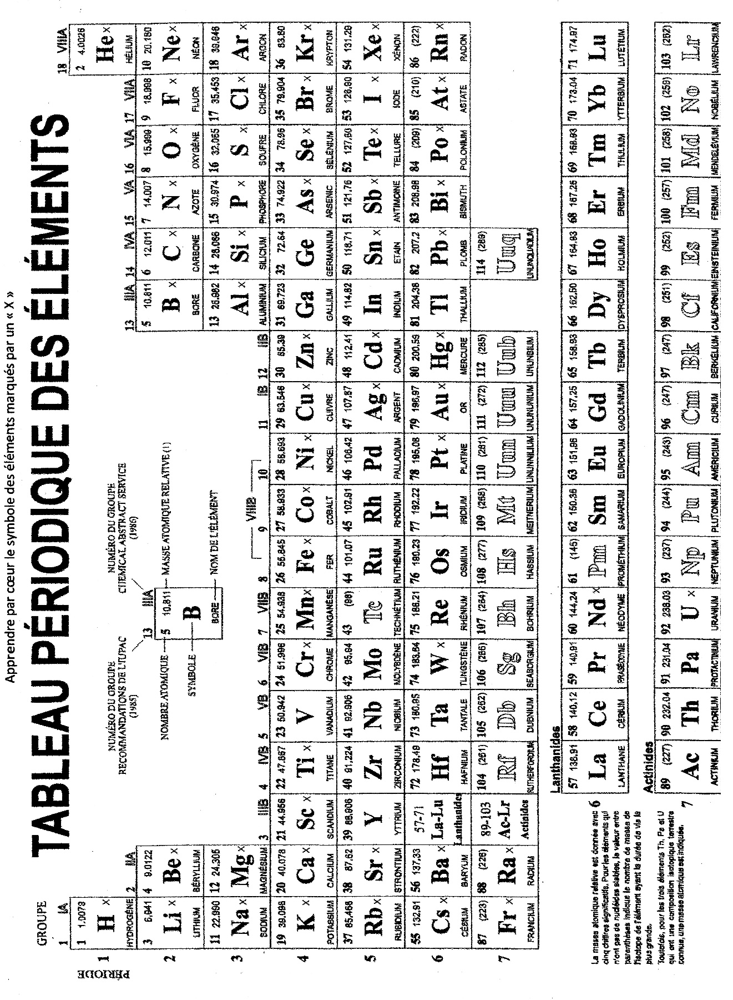 Apprendre par cœur le symbole des éléments marqués par un « X »
TABLEAU PÉRIODIQUE DES ÉLÉMENTS
GROUPE
PÉRIODE
1 IA
2 IIA
3 IIIB
4 IVB
5 VB
6 VIB
7 VIIB
8
9
VIIIB
10
11 IB
12 IIB
13 IIIA
14 IVA
15 VA
16 VIA
17 VIIA
18 VIIIA
NUMÉRO DU GROUPE
RECOMMANDATIONS DE L'IUPAC
(1985)
NUMÉRO DU GROUPE
CHEMICAL ABSTRACT SERVICE
(1986)
13 IIIA
NOMBRE ATOMIQUE 5 10.811 MASSE ATOMIQUE RELATIVE (1)
SYMBOLE B
BORE NOM DE L'ÉLÉMENT
1
1 1.0079 H × HYDROGÈNE
2 4.0026 He × HÉLIUM
2
3 6.941 Li × LITHIUM
4 9.0122 Be × BÉRYLLIUM
5 10.811 B × BORE
6 12.011 C × CARBONE
7 14.007 N × AZOTE
8 15.999 O × OXYGÈNE
9 18.998 F × FLUOR
10 20.180 Ne × NÉON
3
11 22.990 Na × SODIUM
12 24.305 Mg × MAGNÉSIUM
13 26.982 Al × ALUMINIUM
14 28.086 Si × SILICIUM
15 30.974 P × PHOSPHORE
16 32.065 S × SOUFRE
17 35.453 Cl × CHLORE
18 39.948 Ar × ARGON
4
19 39.098 K × POTASSIUM
20 40.078 Ca × CALCIUM
21 44.956 Sc × SCANDIUM
22 47.867 Ti × TITANE
23 50.942 V VANADIUM
24 51.996 Cr × CHROME
25 54.938 Mn × MANGANÈSE
26 55.845 Fe × FER
27 58.933 Co × COBALT
28 58.693 Ni × NICKEL
29 63.546 Cu × CUIVRE
30 65.39 Zn × ZINC
31 69.723 Ga GALLIUM
32 72.64 Ge GERMANIUM
33 74.922 As × ARSENIC
34 78.96 Se × SÉLÉNIUM
35 79.904 Br × BROME
36 83.80 Kr × KRYPTON
5
37 85.468 Rb × RUBIDIUM
38 87.62 Sr × STRONTIUM
39 88.906 Y YTTRIUM
40 91.224 Zr ZIRCONIUM
41 92.906 Nb NIOBIUM
42 95.94 Mo MOLYBDÈNE
43 (98) Tc TECHNÉTIUM
44 101.07 Ru RUTHÉNIUM
45 102.91 Rh RHODIUM
46 106.42 Pd PALLADIUM
47 107.87 Ag × ARGENT
48 112.41 Cd × CADMIUM
49 114.82 In INDIUM
50 118.71 Sn × ETAIN
51 121.76 Sb × ANTIMOINE
52 127.60 Te × TELLURE
53 126.90 I × IODE
54 131.29 Xe × XÉNON
6
55 132.91 Cs × CÉSIUM
56 137.33 Ba × BARYUM
57-71 La-Lu Lanthanides
72 178.49 Hf HAFNIUM
73 180.95 Ta TANTALE
74 183.84 W × TUNGSTÈNE
75 186.21 Re RHÉNIUM
76 190.23 Os OSMIUM
77 192.22 Ir IRIDIUM
78 195.08 Pt × PLATINE
79 196.97 Au × OR
80 200.59 Hg × MERCURE
81 204.38 Tl THALLIUM
82 207.2 Pb × PLOMB
83 208.98 Bi × BISMUTH
84 (209) Po × POLONIUM
85 (210) At × ASTATE
86 (222) Rn × RADON
7
87 (223) Fr × FRANCIUM
88 (226) Ra × RADIUM
89-103 Ac-Lr Actinides
104 (261) Rf RUTHERFORDIUM
105 (262) Db DUBNIUM
106 (266) Sg SEABORGIUM
107 (264) Bh BOHRIUM
108 (277) Hs HASSIUM
109 (268) Mt MEITNERIUM
110 (281) Uun UNUNNILIUM
111 (272) Uuu UNUNUNIUM
112 (285) Uub UNUNBIUM
114 (289) Uuq UNUNQUADIUM
Lanthanides
6
57 138.91 La LANTHANE
58 140.12 Ce CÉRIUM
59 140.91 Pr PRASÉODYME
60 144.24 Nd × NÉODYME
61 (145) Pm PROMÉTHIUM
62 150.36 Sm SAMARIUM
63 151.96 Eu EUROPIUM
64 157.25 Gd GADOLINIUM
65 158.93 Tb TERBIUM
66 162.50 Dy DYSPROSIUM
67 164.93 Ho HOLMIUM
68 167.26 Er ERBIUM
69 168.93 Tm THULIUM
70 173.04 Yb YTTERBIUM
71 174.97 Lu LUTÉTIUM
Actinides
7
89 (227) Ac ACTINIUM
90 232.04 Th THORIUM
91 231.04 Pa PROTACTINIUM
92 238.03 U × URANIUM
93 (237) Np NEPTUNIUM
94 (244) Pu PLUTONIUM
95 (243) Am AMÉRICIUM
96 (247) Cm CURIUM
97 (247) Bk BERKÉLIUM
98 (251) Cf CALIFORNIUM
99 (252) Es EINSTEINIUM
100 (257) Fm FERMIUM
101 (258) Md MENDELÉVIUM
102 (259) No NOBÉLIUM
103 (262) Lr LAWRENCIUM
La masse atomique relative est donnée avec
cinq chiffres significatifs. Pour les éléments qui
n'ont pas de nucléides stables, la valeur entre
parenthèses indique le nombre de masse de
l'isotope de l'élément ayant la durée de vie la
plus grande.
Toutefois, pour les trois éléments Th, Pa et U
qui ont une composition isotopique terrestre
connue, une masse atomique est indiquée.